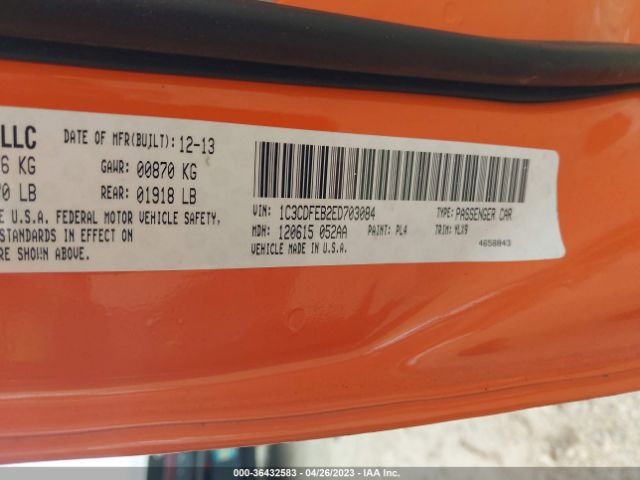 LLC DATE OF MFR(BUILT): 12-13
6 KG GAWR: 00870 KG
0 LB REAR: 01918 LB
E U.S.A. FEDERAL MOTOR VEHICLE SAFETY,
STANDARDS IN EFFECT ON
RE SHOWN ABOVE.
VIN: 1C3CDFEB2ED703084 TYPE: PASSENGER CAR
MDH: 120615 052AA PAINT: PL4 TRIM: HLX9
VEHICLE MADE IN U.S.A. 4658843
000-36432583 - 04/26/2023 - IAA Inc.